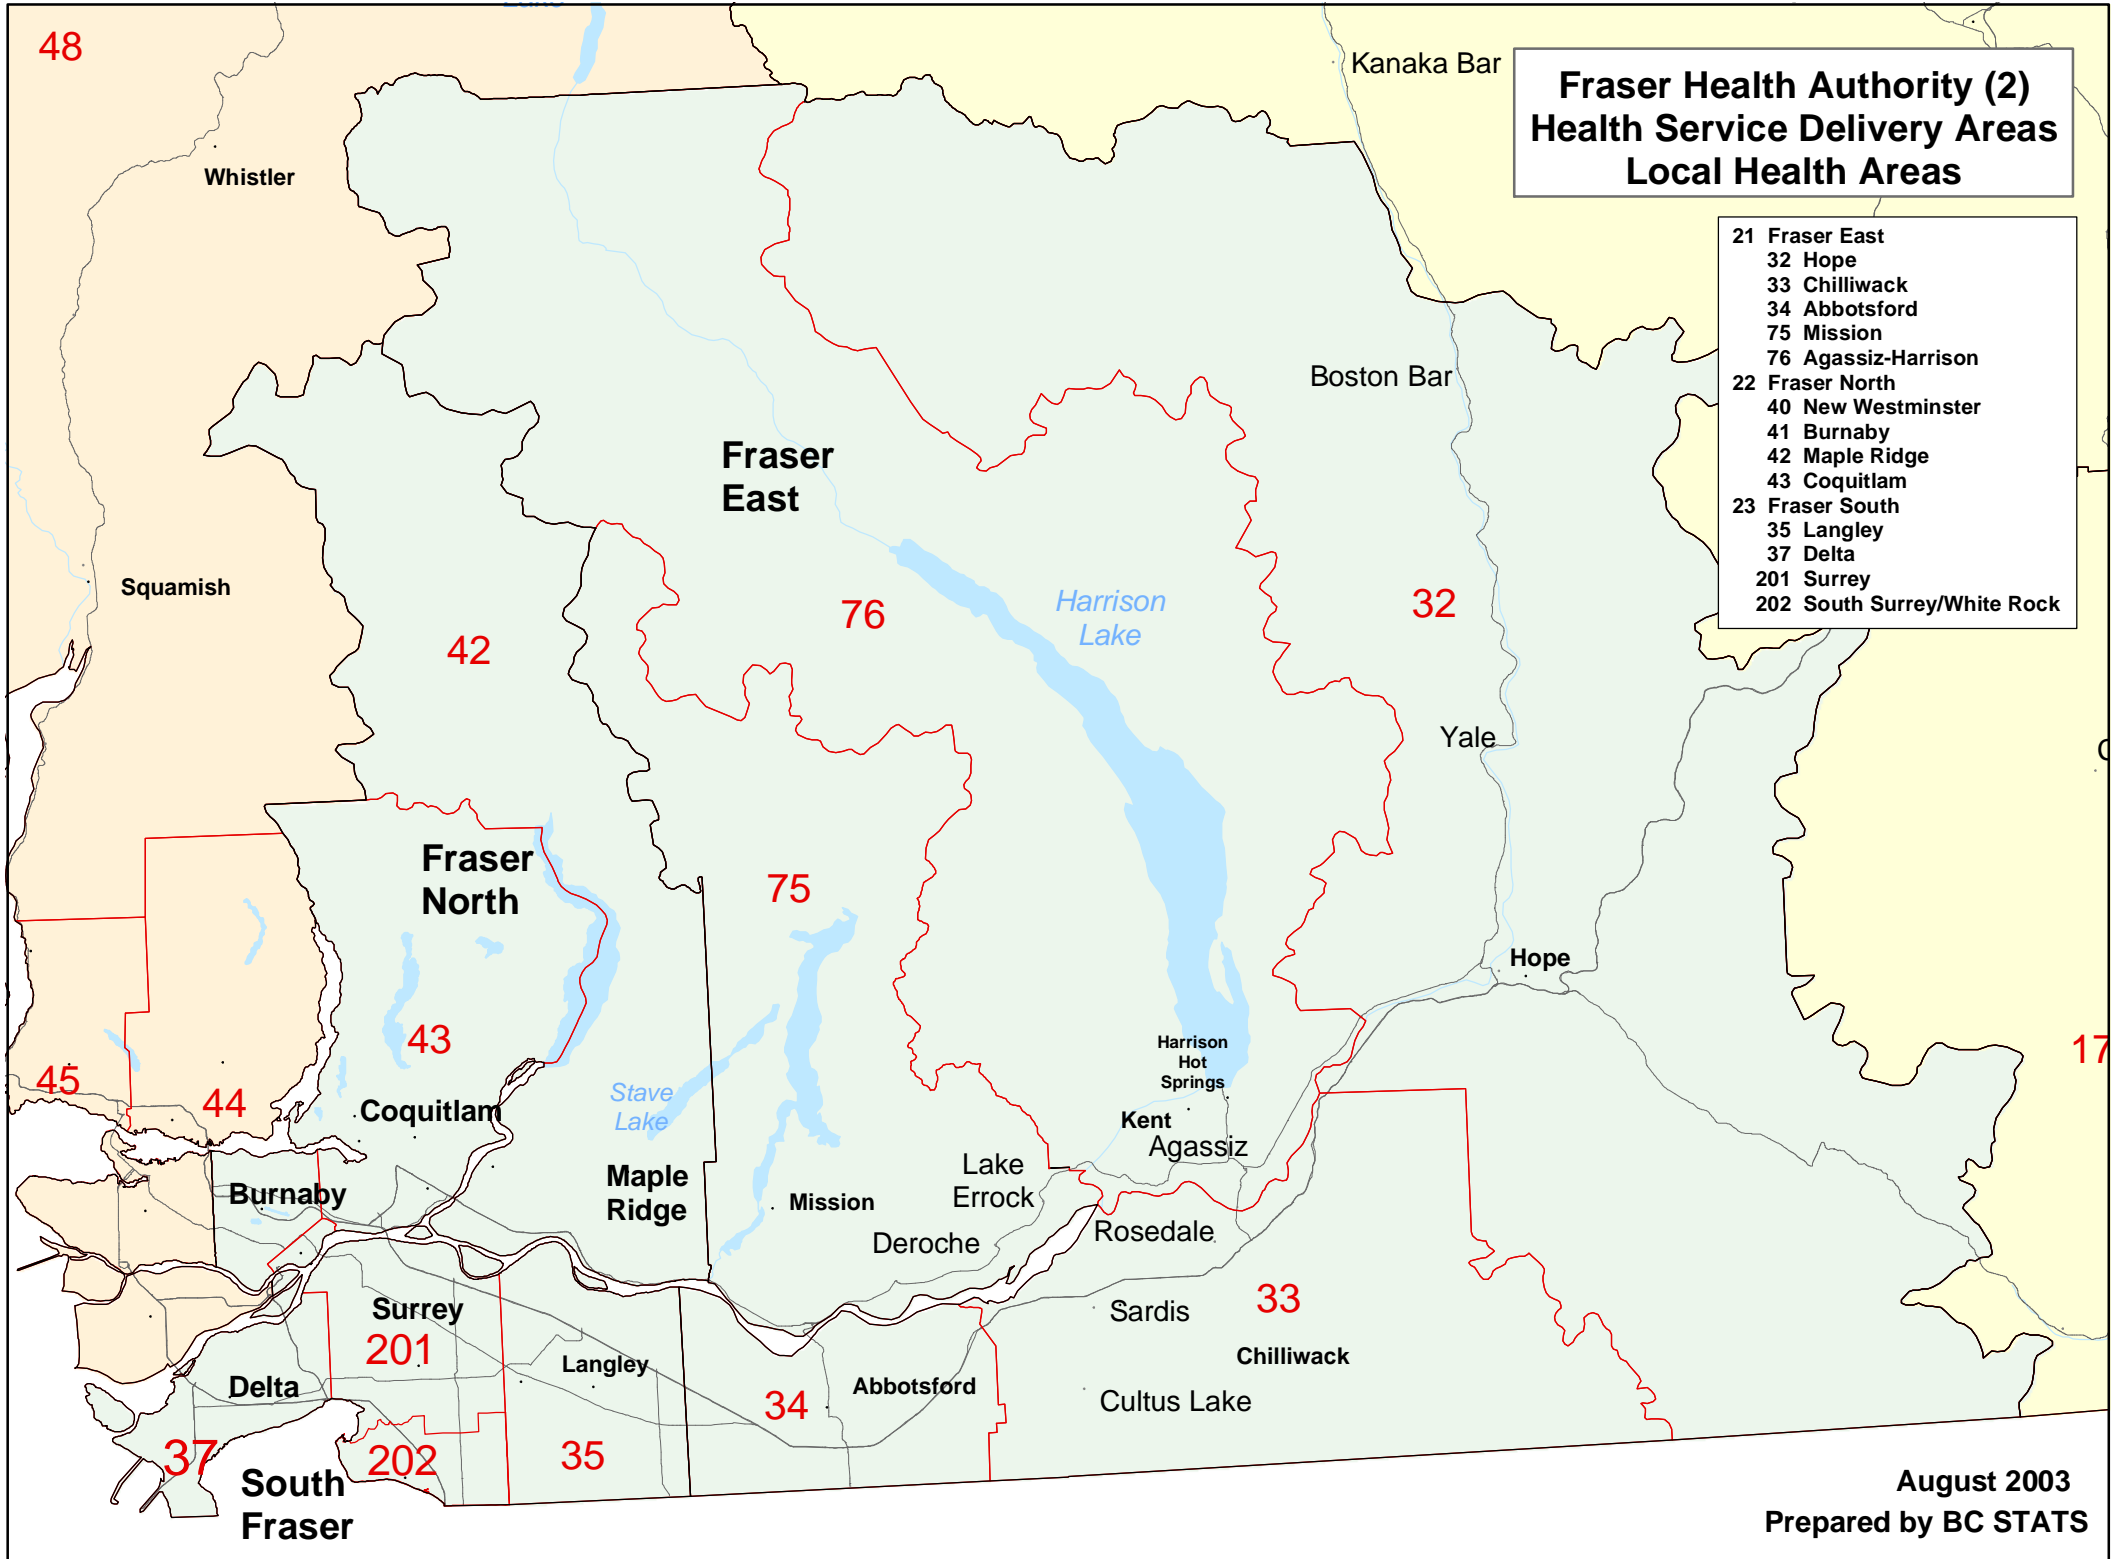 Lake
48
Kanaka Bar
Fraser Health Authority (2)
Health Service Delivery Areas
Local Health Areas
Whistler
21 Fraser East
32 Hope
33 Chilliwack
34 Abbotsford
75 Mission
76 Agassiz-Harrison
22 Fraser North
40 New Westminster
41 Burnaby
42 Maple Ridge
43 Coquitlam
23 Fraser South
35 Langley
37 Delta
201 Surrey
202 South Surrey/White Rock
Boston Bar
Fraser
East
Squamish
76
Harrison
Lake
32
42
Yale
Fraser
North
75
Hope
43
Harrison
Hot
Springs
17
45
44
Stave
Lake
Coquitlam
Kent
Agassiz
Lake
Errock
Burnaby
Maple
Ridge
Mission
Deroche
Rosedale
Surrey
201
Sardis
33
Langley
Chilliwack
Delta
34
Abbotsford
Cultus Lake
37
202
35
South
Fraser
August 2003
Prepared by BC STATS